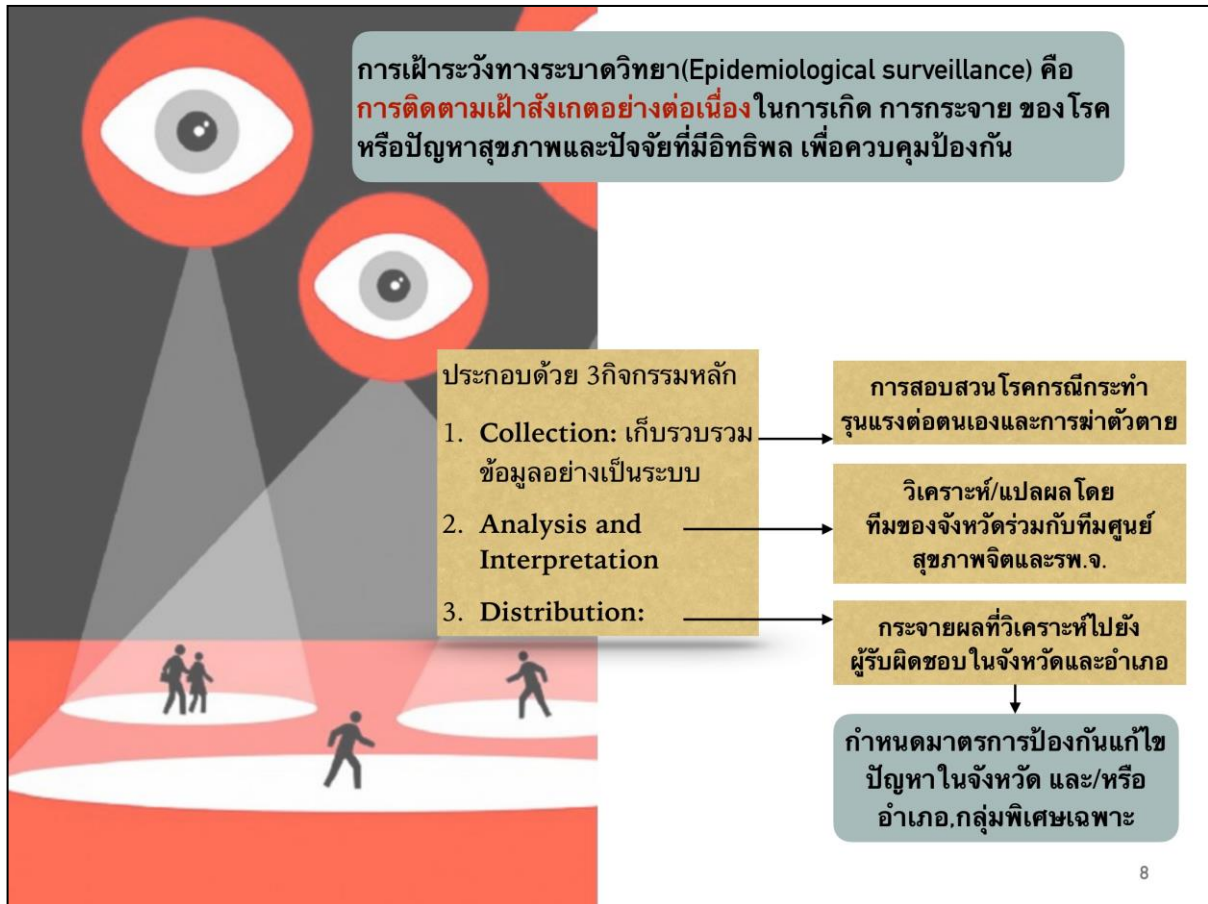 การเฝ้าระวังทางระบาดวิทยา(Epidemiological surveillance) คือ
การติดตามเฝ้าสังเกตอย่างต่อเนื่องในการเกิด การกระจาย ของโรค
หรือปัญหาสุขภาพและปัจจัยที่มีอิทธิพล เพื่อควบคุมป้องกัน
ประกอบด้วย 3กิจกรรมหลัก
1. Collection: เก็บรวบรวม
ข้อมูลอย่างเป็นระบบ
2. Analysis and
Interpretation
3. Distribution:
การสอบสวนโรคกรณีกระทำ
รุนแรงต่อตนเองและการฆ่าตัวตาย
วิเคราะห์/แปลผลโดย
ทีมของจังหวัดร่วมกับทีมศูนย์
สุขภาพจิตและรพ.จ.
กระจายผลที่วิเคราะห์ไปยัง
ผู้รับผิดชอบในจังหวัดและอำเภอ
กำหนดมาตรการป้องกันแก้ไข
ปัญหาในจังหวัด และ/หรือ
อำเภอ,กลุ่มพิเศษเฉพาะ
8